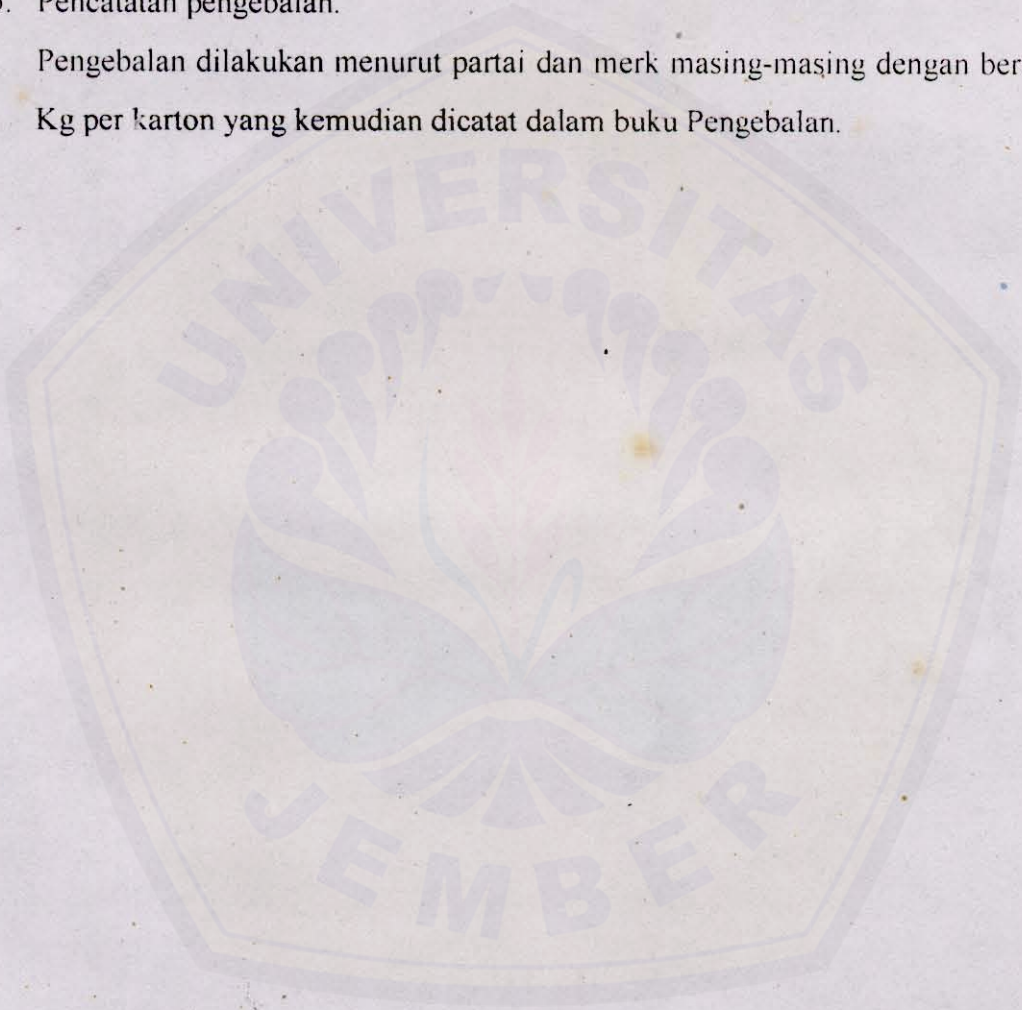 Pencatatan pengebalan.
Pengebalan dilakukan menurut partai dan merk masing-masing dengan ber
Kg per karton yang kemudian dicatat dalam buku Pengebalan.
UNIVERSITAS
JEMBER